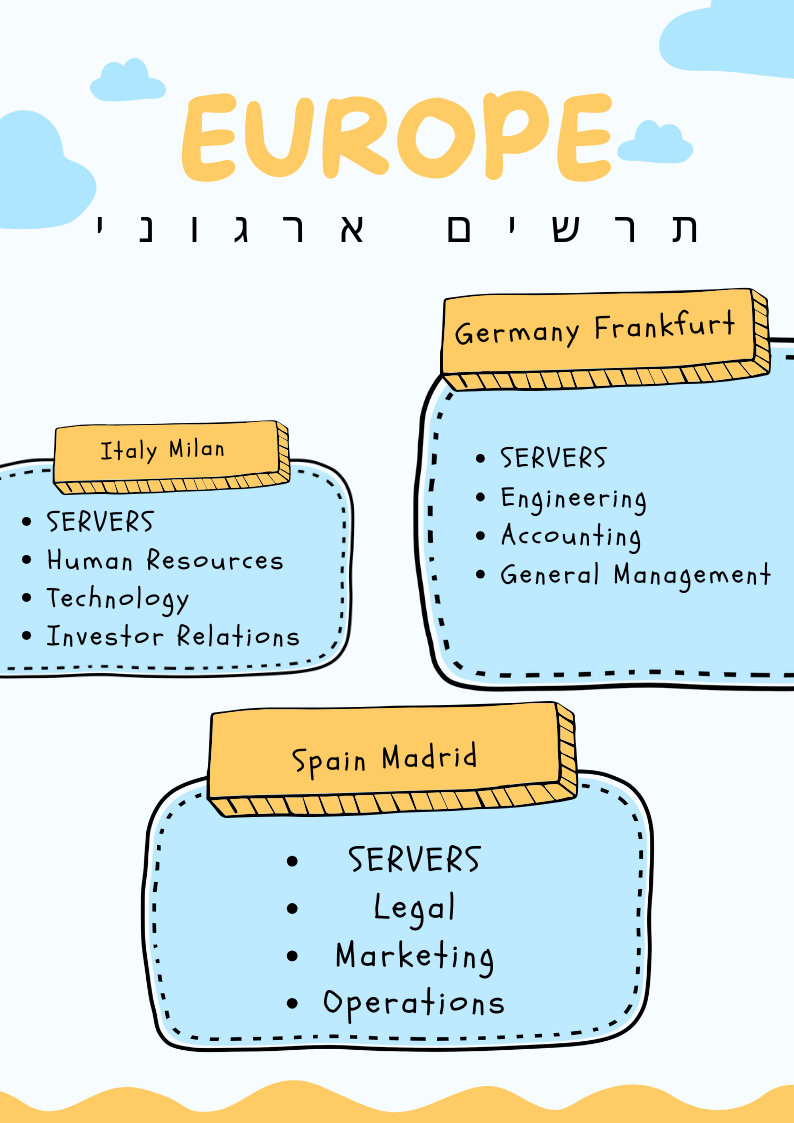 EUROPE
תרשים ארגוני
Germany Frankfurt
SERVERS
Engineering
Accounting
General Management
Italy Milan
SERVERS
Human Resources
Technology
Investor Relations
Spain Madrid
SERVERS
Legal
Marketing
Operations